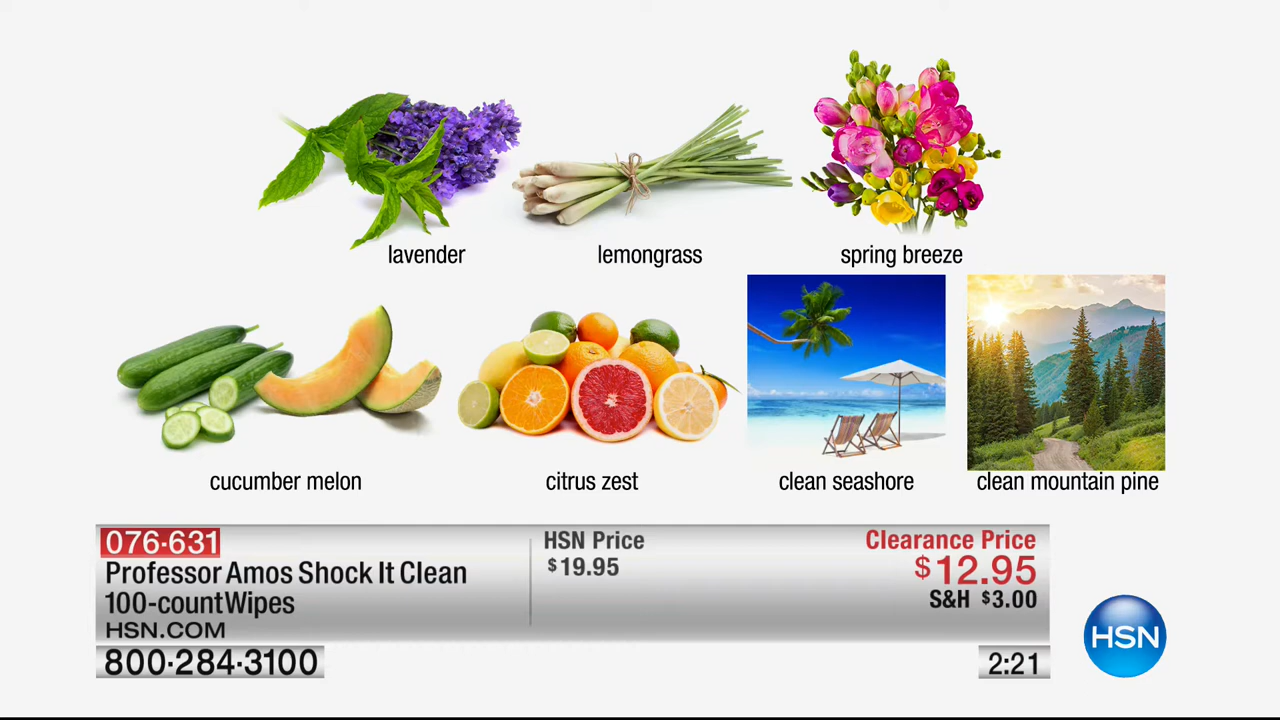 lavender
lemongrass
spring breeze
cucumber melon
citrus zest
clean seashore
clean mountain pine
076·631
Professor Amos Shock It Clean
100-count Wipes
HSN.COM
HSN Price
$19.95
Clearance Price
$12.95
S&H $3.00
800·284·3100
2:21
HSN